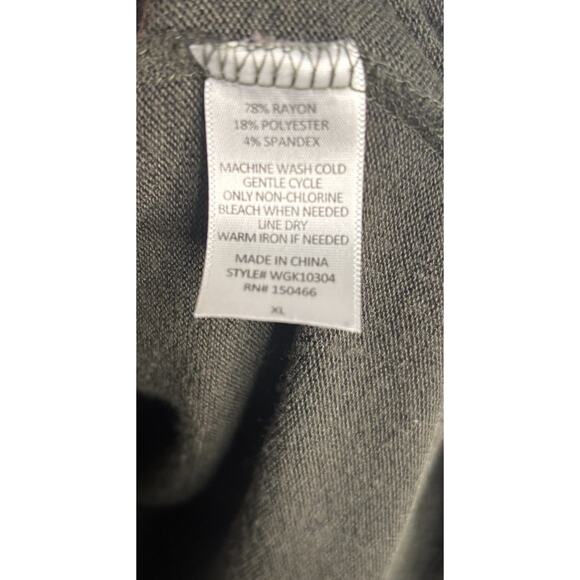 78% RAYON
18% POLYESTER
4% SPANDEX
MACHINE WASH COLD
GENTLE CYCLE
ONLY NON-CHLORINE
BLEACH WHEN NEEDED
LINE DRY
WARM IRON IF NEEDED
MADE IN CHINA
STYLE# WGK10304
RN# 150466
XL